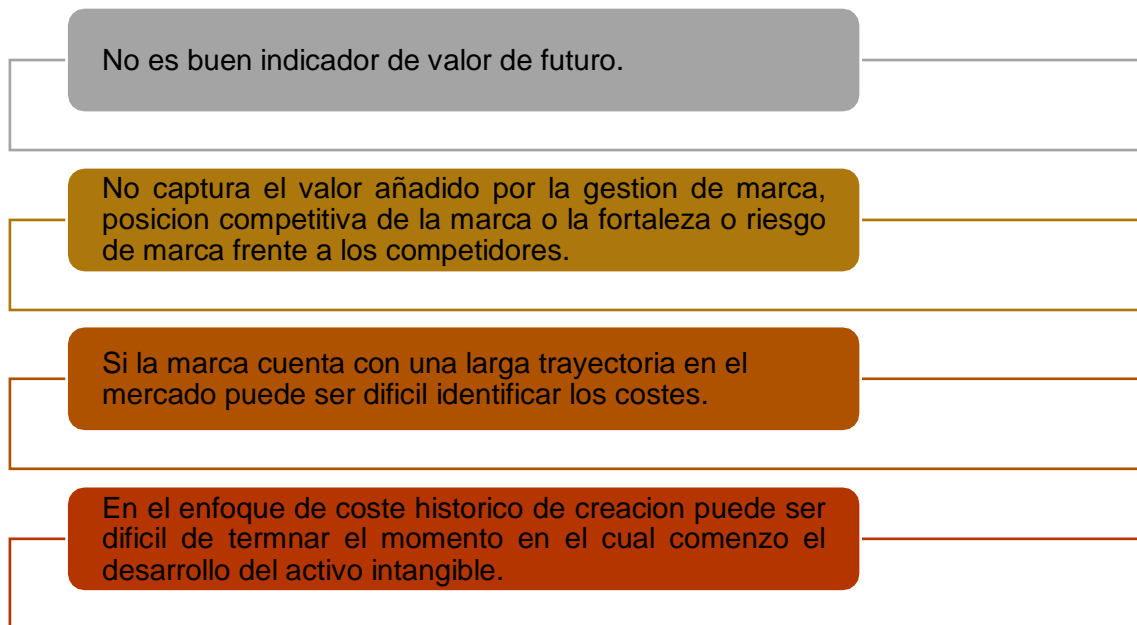 No es buen indicador de valor de futuro.
No captura el valor añadido por la gestion de marca,
posicion competitiva de la marca o la fortaleza o riesgo
de marca frente a los competidores.
Si la marca cuenta con una larga trayectoria en el
mercado puede ser dificil identificar los costes.
En el enfoque de coste historico de creacion puede ser
dificil de termnar el momento en el cual comenzo el
desarrollo del activo intangible.